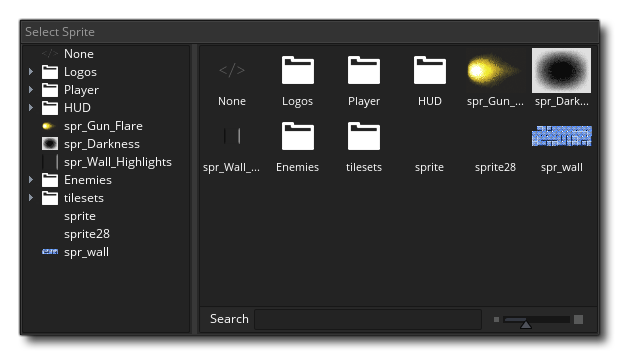 Select Sprite
None
Logos
Player
HUD
spr_Gun_Flare
spr_Darkness
spr_Wall_Highlights
Enemies
tilesets
sprite
sprite28
spr_wall
</> None
Logos
Player
HUD
spr_Gun_...
spr_Dark...
spr_Wall_...
Enemies
tilesets
sprite
sprite28
spr_wall
Search